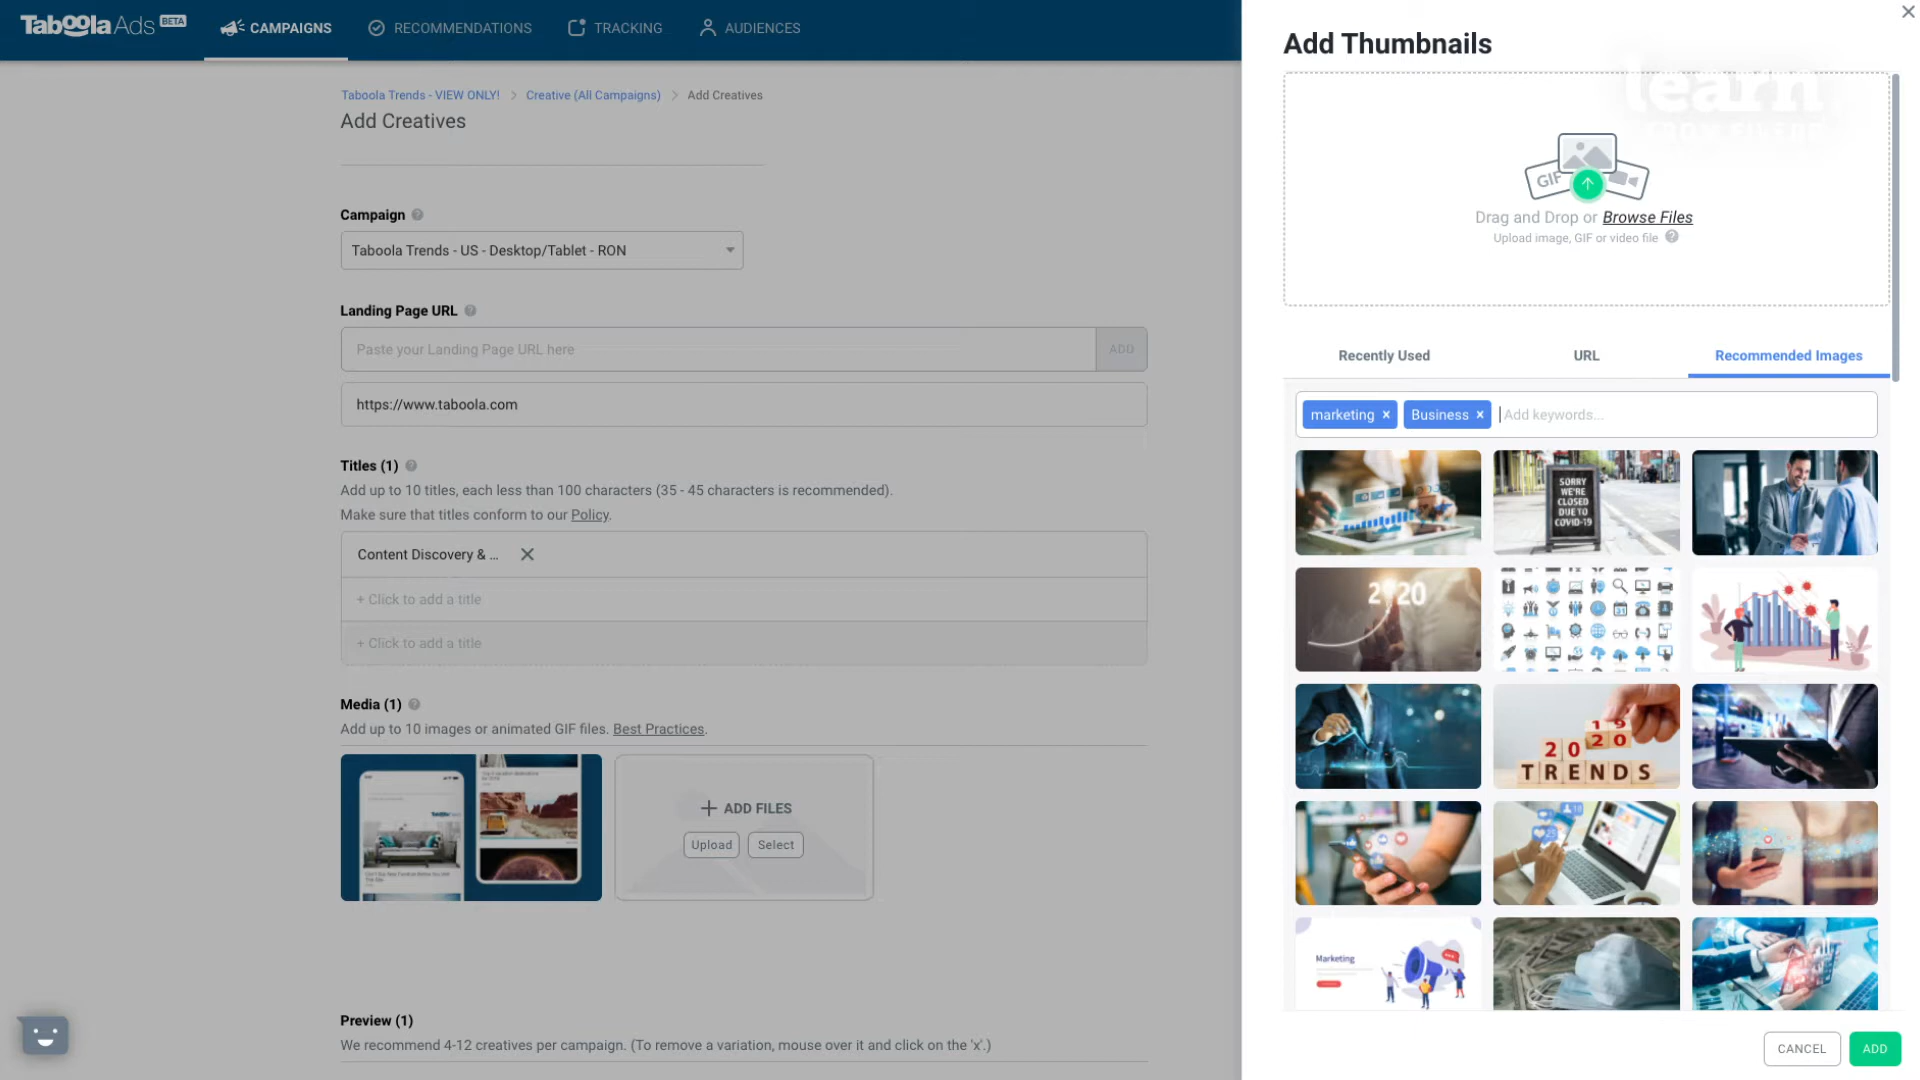 Taboola Ads BETA
CAMPAIGNS
RECOMMENDATIONS
TRACKING
AUDIENCES
Taboola Trends - VIEW ONLY! > Creative (All Campaigns) > Add Creatives
Add Creatives
Campaign
Taboola Trends - US - Desktop/Tablet - RON
Landing Page URL
Paste your Landing Page URL here
ADD
https://www.taboola.com
Titles (1)
Add up to 10 titles, each less than 100 characters (35 - 45 characters is recommended).
Make sure that titles conform to our Policy.
Content Discovery & ...
+ Click to add a title
+ Click to add a title
Media (1)
Add up to 10 images or animated GIF files. Best Practices.
ADD FILES
Upload
Select
Preview (1)
We recommend 4-12 creatives per campaign. (To remove a variation, mouse over it and click on the 'x'.)
Add Thumbnails
learn
GIF
Drag and Drop or Browse Files
Upload image, GIF or video file
Recently Used
URL
Recommended Images
marketing ×
Business ×
Add keywords...
SORRY
WE'RE
CLOSED
DUE TO
COVID-19
2020
19
20 20
TRENDS
Marketing
CANCEL
ADD